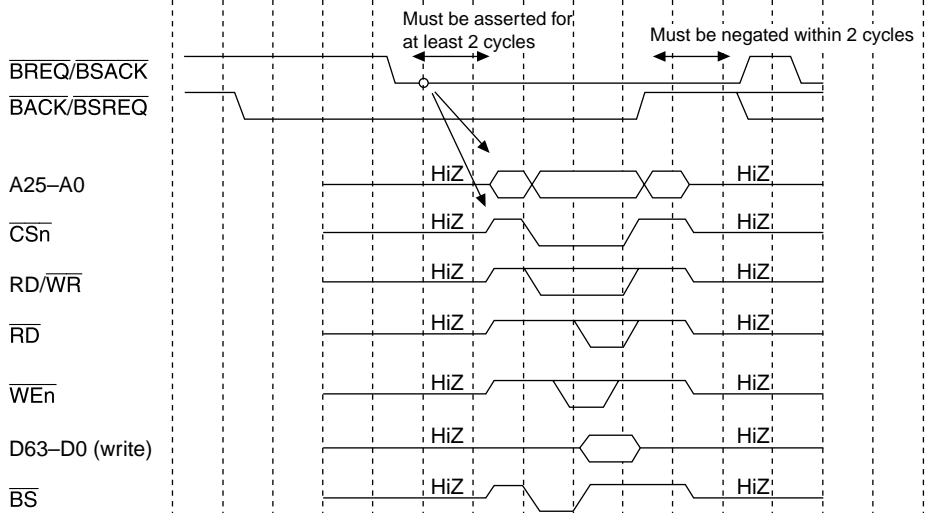 Must be asserted for
at least 2 cycles
Must be negated within 2 cycles
BREQ/BSACK
BACK/BSREQ
A25–A0 HiZ HiZ
CSn HiZ HiZ
RD/WR HiZ HiZ
RD HiZ HiZ
WEn HiZ HiZ
D63–D0 (write) HiZ HiZ
BS HiZ HiZ